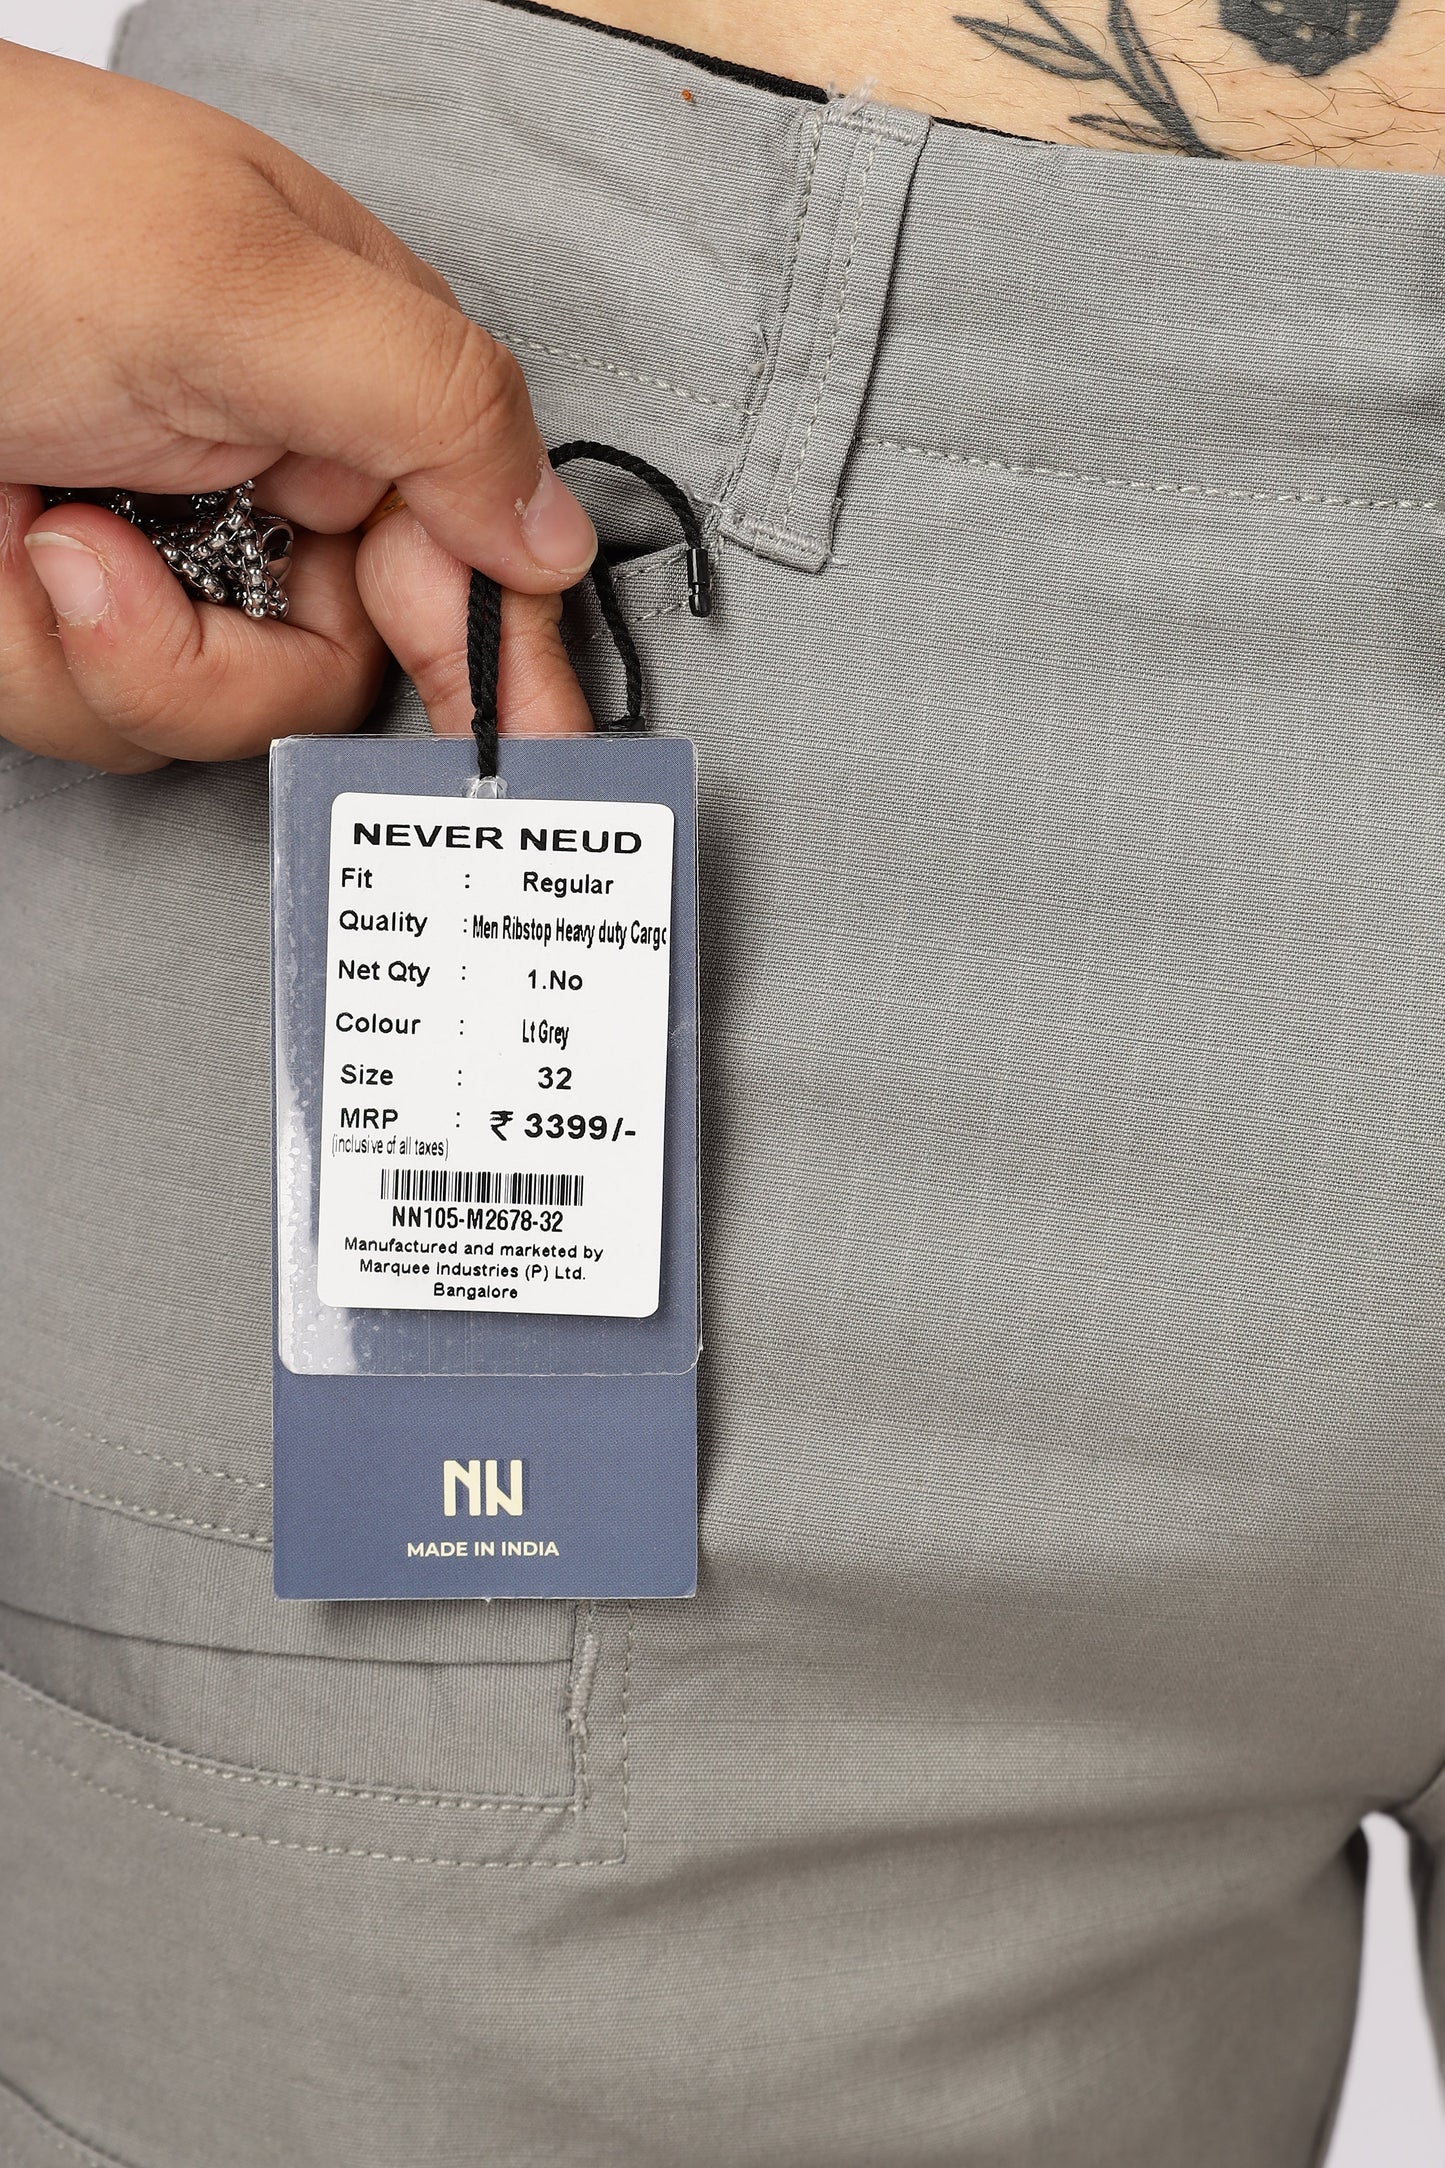 NEVER NEUD
Fit : Regular
Quality : Men Ribstop Heavy duty Cargo
Net Qty : 1.No
Colour : Lt Grey
Size : 32
MRP : ₹ 3399/-
(inclusive of all taxes)
NN105-M2678-32
Manufactured and marketed by
Marquee Industries (P) Ltd.
Bangalore
NN
MADE IN INDIA